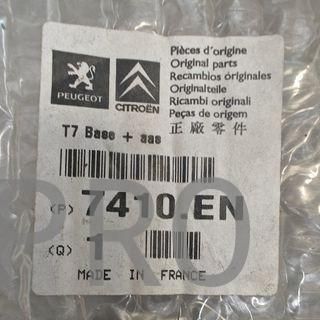 Pièces d'origine
Original parts
Recambios originales
Originalteile
Ricambi originali
Peças de origem
正廠零件
PEUGEOT
CITROËN
T7 Base + aas
(P) 7410.EN
(Q) 1
MADE IN FRANCE
PRO